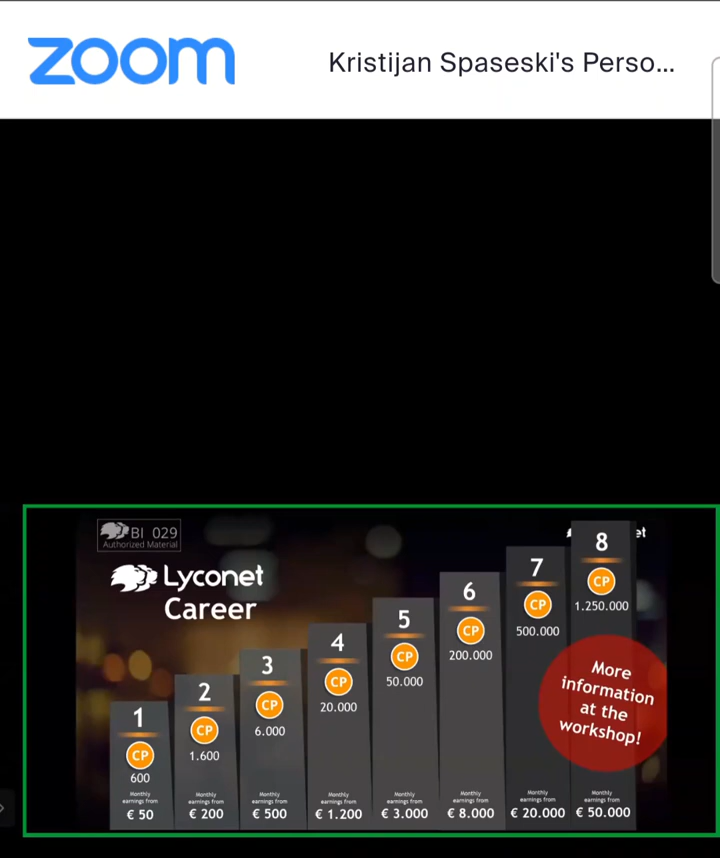 zoom
Kristijan Spaseski's Perso...
BI 029
Authorized Material
Lyconet
Career
1
CP
600
Monthly
earnings from
€ 50
2
CP
1.600
Monthly
earnings from
€ 200
3
CP
6.000
Monthly
earnings from
€ 500
4
CP
20.000
Monthly
earnings from
€ 1.200
5
CP
50.000
Monthly
earnings from
€ 3.000
6
CP
200.000
Monthly
earnings from
€ 8.000
7
CP
500.000
Monthly
earnings from
€ 20.000
et
8
CP
1.250.000
Monthly
earnings from
€ 50.000
More
information
at the
workshop!